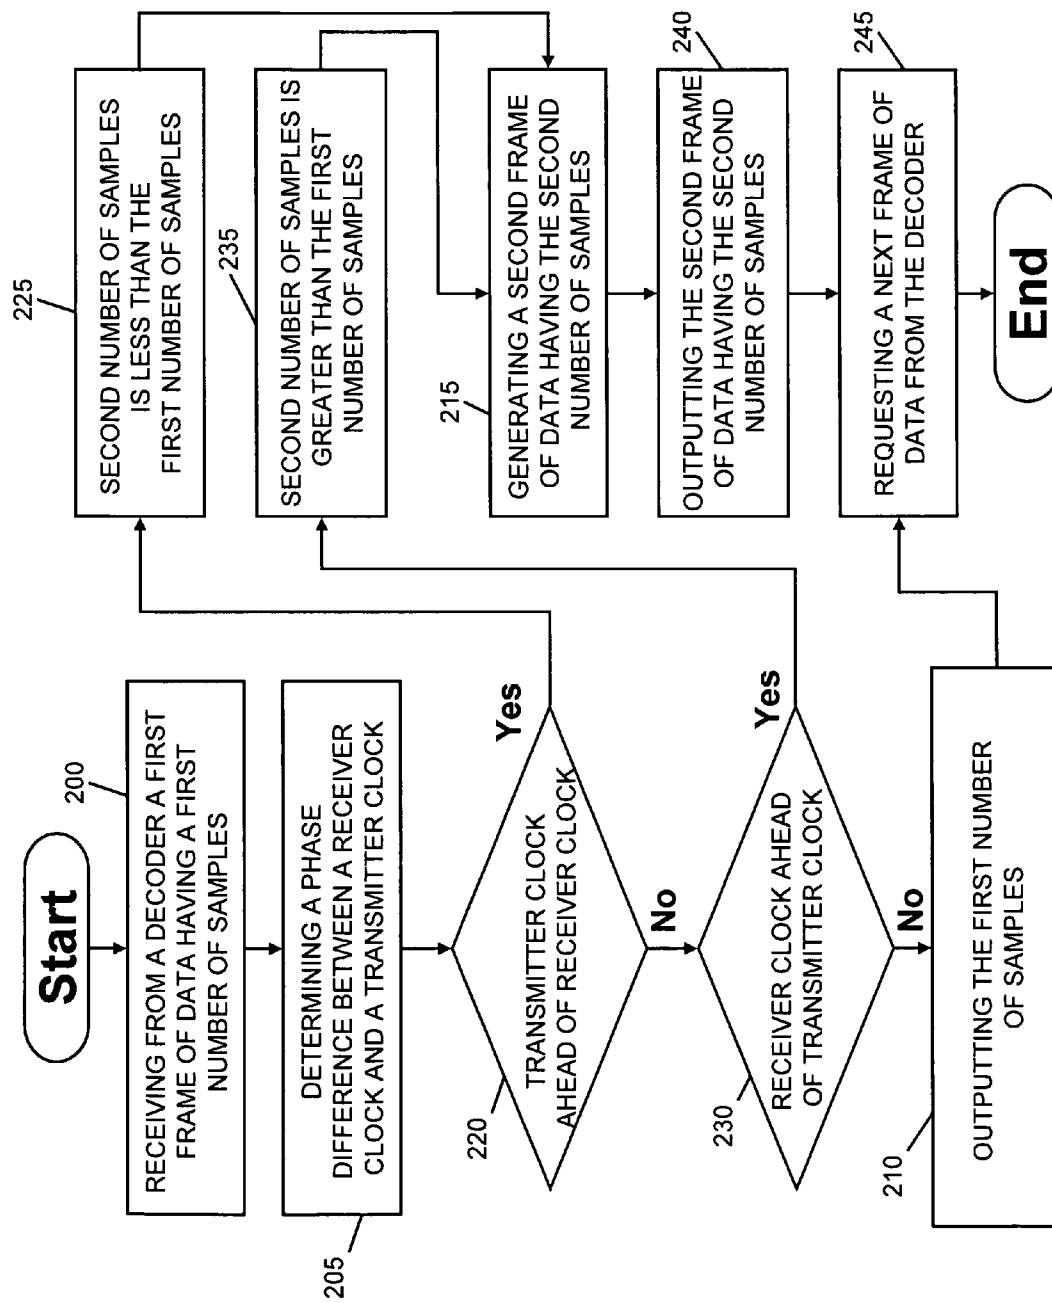 Start
200
RECEIVING FROM A DECODER A FIRST
FRAME OF DATA HAVING A FIRST
NUMBER OF SAMPLES
DETERMINING A PHASE
DIFFERENCE BETWEEN A RECEIVER
CLOCK AND A TRANSMITTER CLOCK
205
TRANSMITTER CLOCK
AHEAD OF RECEIVER CLOCK
220
Yes
No
RECEIVER CLOCK AHEAD
OF TRANSMITTER CLOCK
230
Yes
No
210
OUTPUTTING THE FIRST NUMBER
OF SAMPLES
225
SECOND NUMBER OF SAMPLES
IS LESS THAN THE
FIRST NUMBER OF SAMPLES
235
SECOND NUMBER OF SAMPLES IS
GREATER THAN THE FIRST
NUMBER OF SAMPLES
215
GENERATING A SECOND FRAME
OF DATA HAVING THE SECOND
NUMBER OF SAMPLES
240
OUTPUTTING THE SECOND FRAME
OF DATA HAVING THE SECOND
NUMBER OF SAMPLES
245
REQUESTING A NEXT FRAME OF
DATA FROM THE DECODER
End